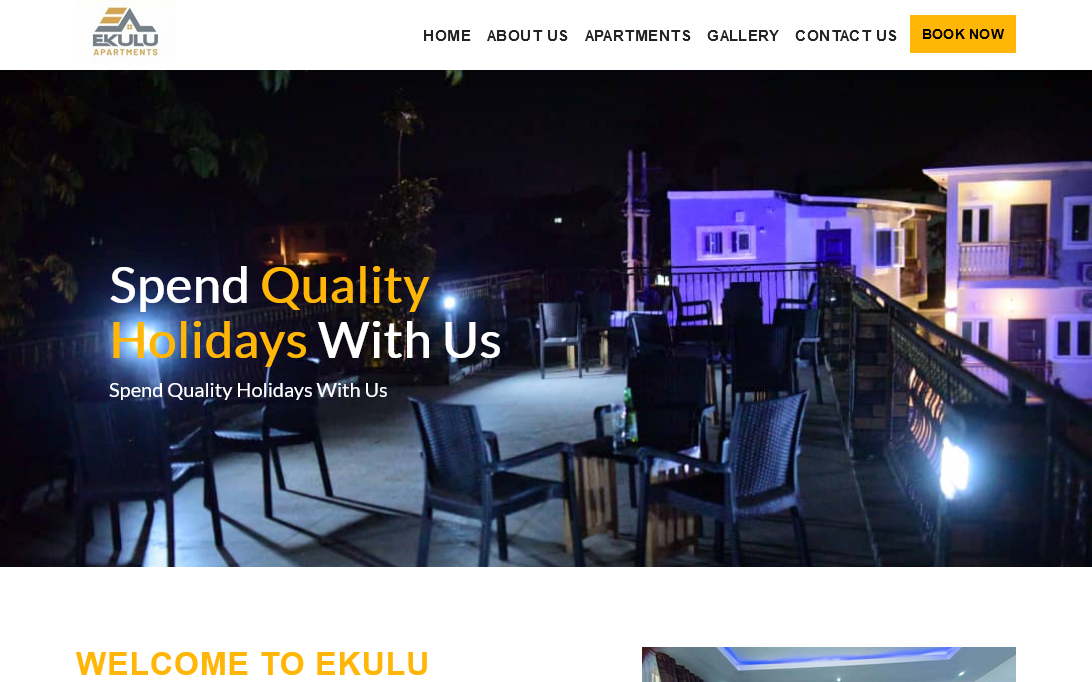 EKULU
APARTMENTS
HOME ABOUT US APARTMENTS GALLERY CONTACT US BOOK NOW
Spend Quality
Holidays With Us
Spend Quality Holidays With Us
WELCOME TO EKULU